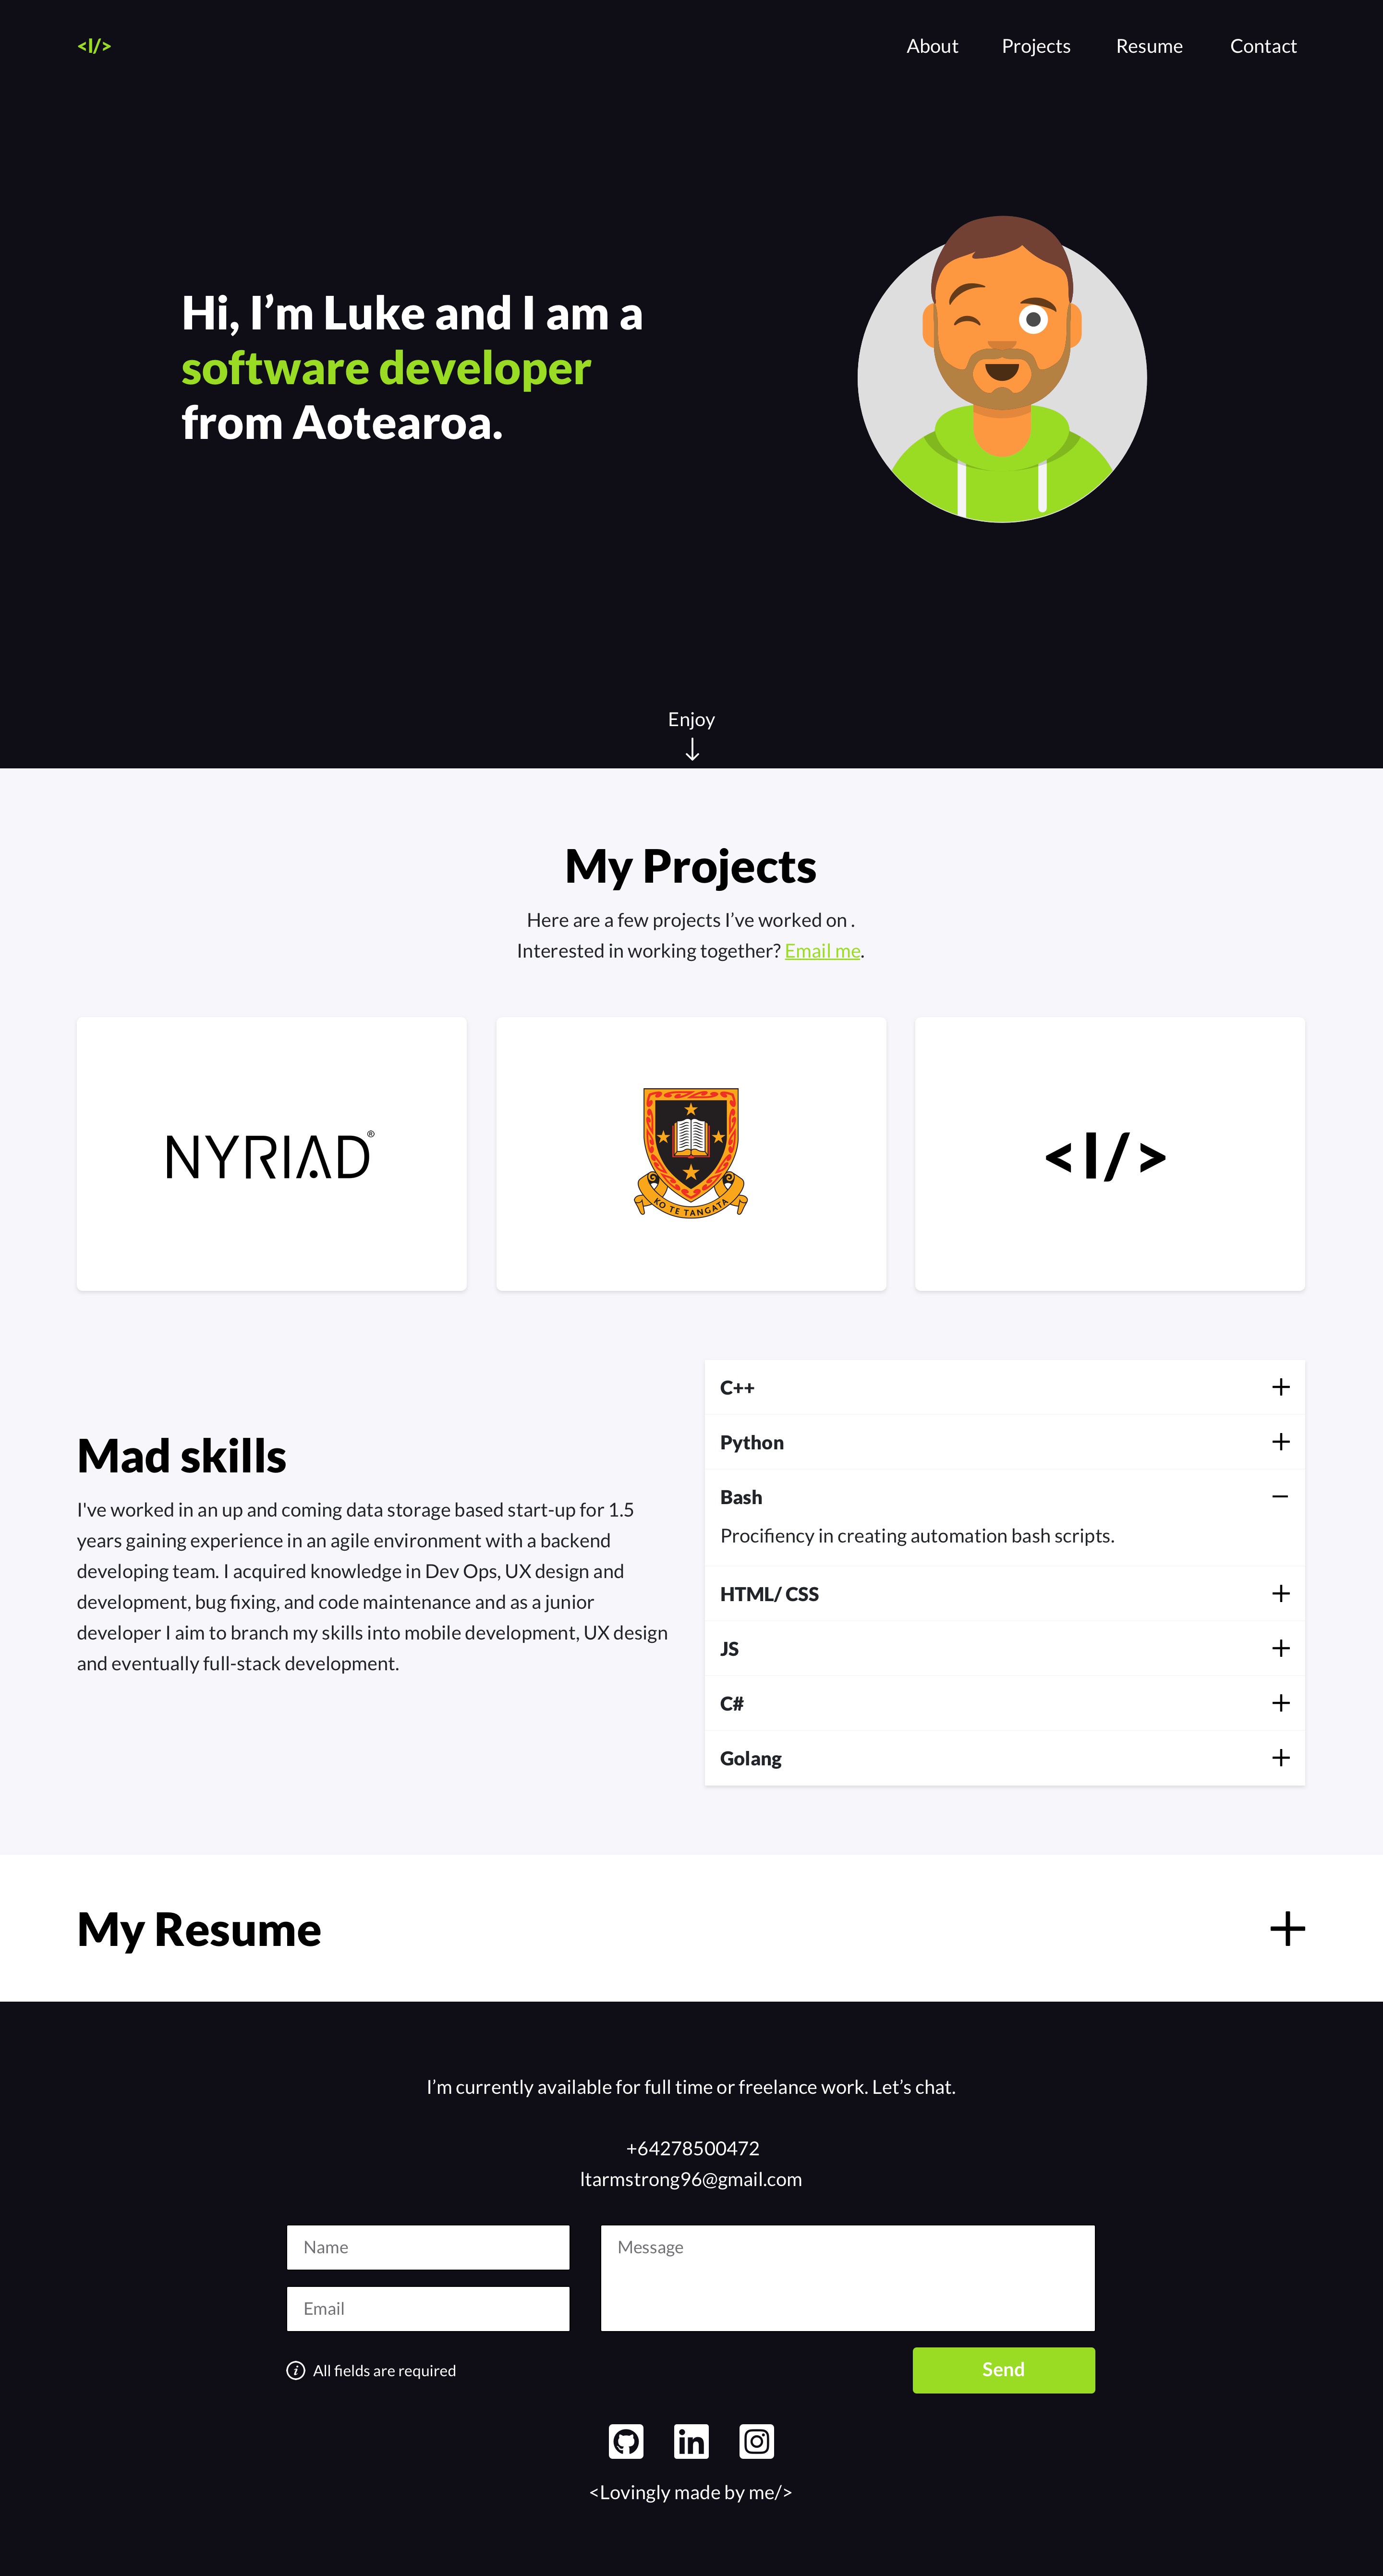 <I/>
About Projects Resume Contact
Hi, I’m Luke and I am a
software developer
from Aotearoa.
Enjoy
My Projects
Here are a few projects I’ve worked on .
Interested in working together? Email me.
NYRIAD®
KO TE TANGATA
<I/>
Mad skills
I've worked in an up and coming data storage based start-up for 1.5
years gaining experience in an agile environment with a backend
developing team. I acquired knowledge in Dev Ops, UX design and
development, bug fixing, and code maintenance and as a junior
developer I aim to branch my skills into mobile development, UX design
and eventually full-stack development.
C++
Python
Bash
Procifiency in creating automation bash scripts.
HTML/ CSS
JS
C#
Golang
My Resume
I’m currently available for full time or freelance work. Let’s chat.
+64278500472
ltarmstrong96@gmail.com
Name
Message
Email
i All fields are required
Send
in
<Lovingly made by me/>